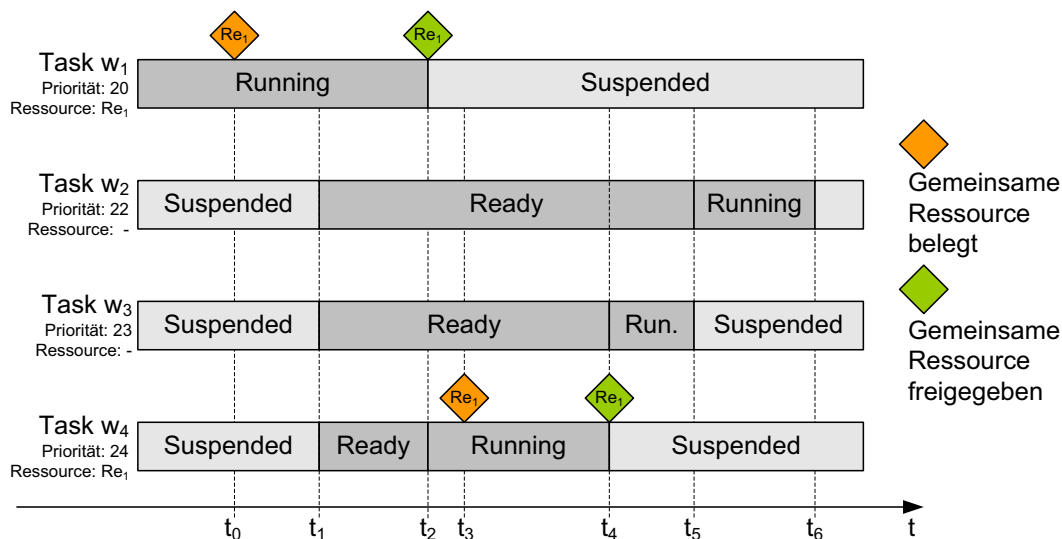 Re₁
Re₁
Task w₁
Priorität: 20
Ressource: Re₁
Running
Suspended
Task w₂
Priorität: 22
Ressource: -
Suspended
Ready
Running
Gemeinsame
Ressource
belegt
Task w₃
Priorität: 23
Ressource: -
Suspended
Ready
Run.
Suspended
Gemeinsame
Ressource
freigegeben
Re₁
Re₁
Task w₄
Priorität: 24
Ressource: Re₁
Suspended
Ready
Running
Suspended
t₀
t₁
t₂
t₃
t₄
t₅
t₆
t